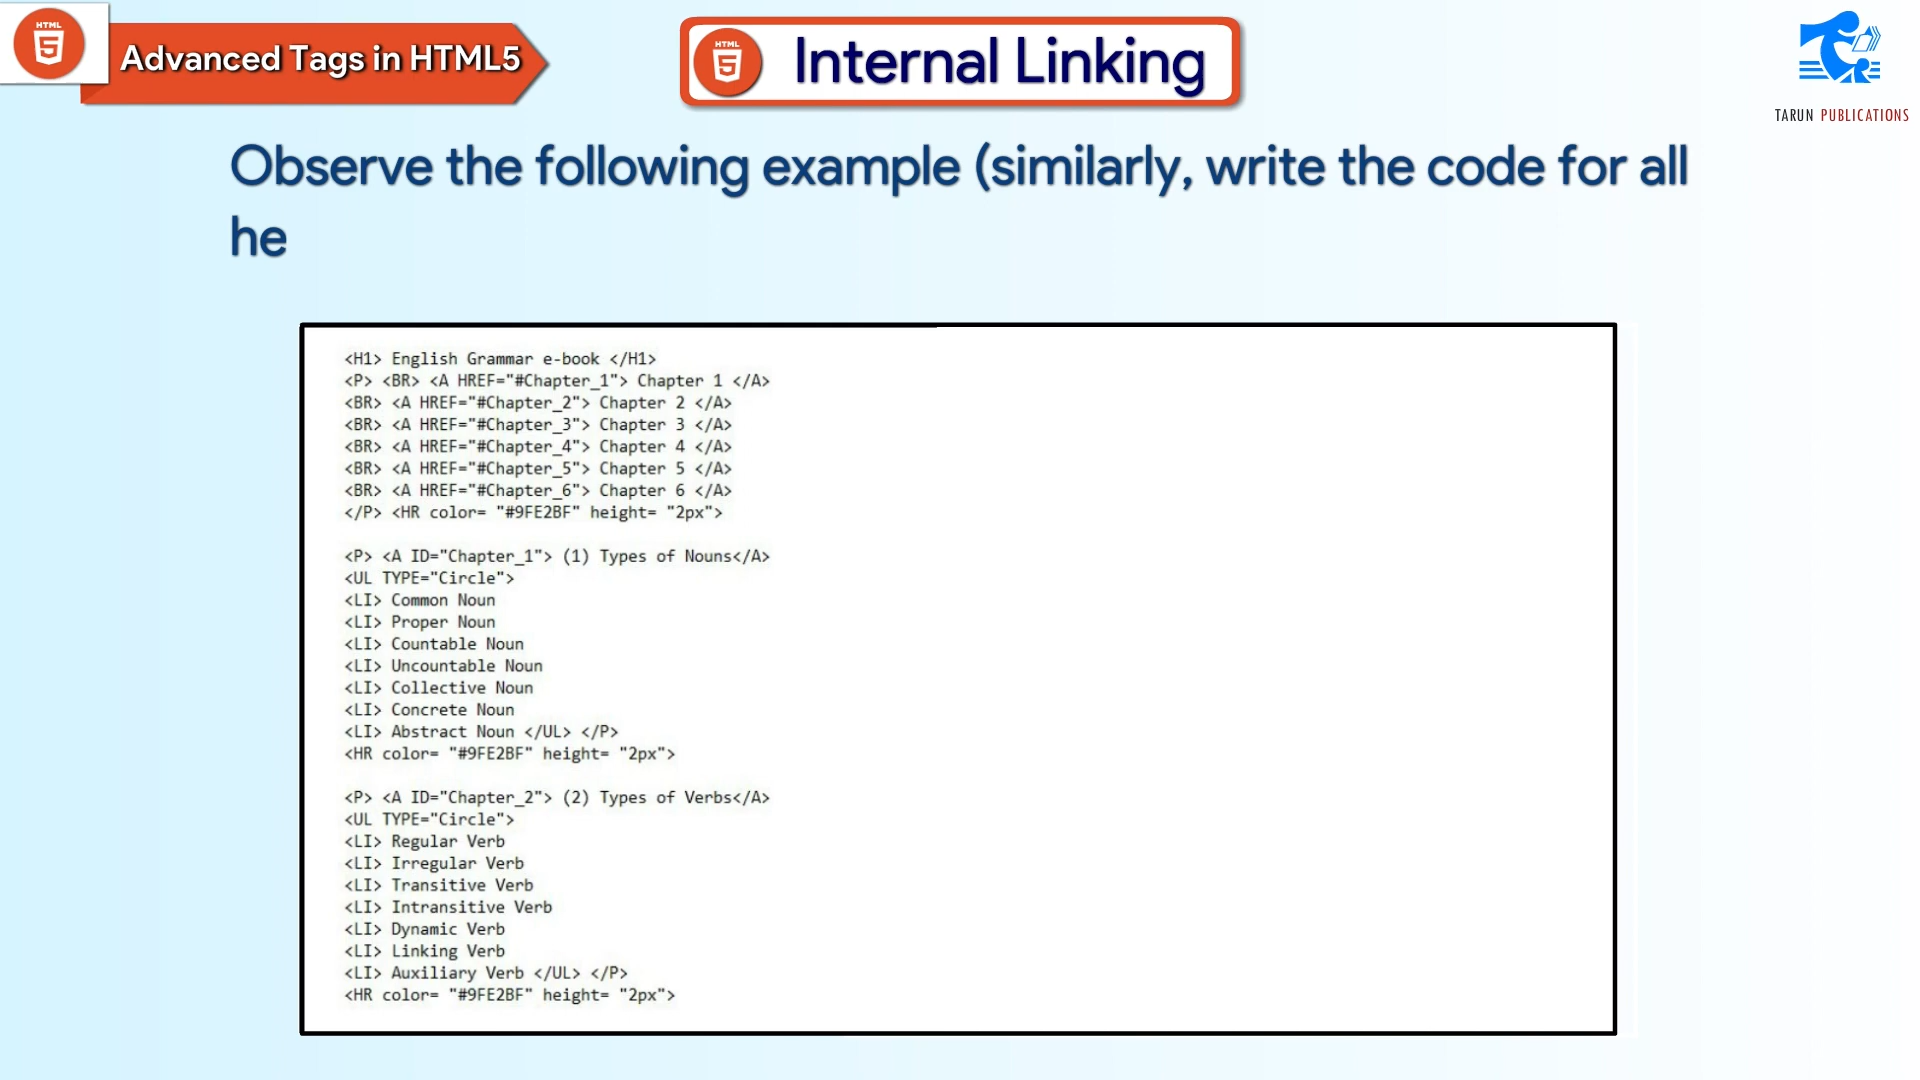 HTML
5
Advanced Tags in HTML5
HTML
5
Internal Linking
TARUN PUBLICATIONS
Observe the following example (similarly, write the code for all
he
<H1> English Grammar e-book </H1>
<P> <BR> <A HREF="#Chapter_1"> Chapter 1 </A>
<BR> <A HREF="#Chapter_2"> Chapter 2 </A>
<BR> <A HREF="#Chapter_3"> Chapter 3 </A>
<BR> <A HREF="#Chapter_4"> Chapter 4 </A>
<BR> <A HREF="#Chapter_5"> Chapter 5 </A>
<BR> <A HREF="#Chapter_6"> Chapter 6 </A>
</P> <HR color= "#9FE2BF" height= "2px">
<P> <A ID="Chapter_1"> (1) Types of Nouns</A>
<UL TYPE="Circle">
<LI> Common Noun
<LI> Proper Noun
<LI> Countable Noun
<LI> Uncountable Noun
<LI> Collective Noun
<LI> Concrete Noun
<LI> Abstract Noun </UL> </P>
<HR color= "#9FE2BF" height= "2px">
<P> <A ID="Chapter_2"> (2) Types of Verbs</A>
<UL TYPE="Circle">
<LI> Regular Verb
<LI> Irregular Verb
<LI> Transitive Verb
<LI> Intransitive Verb
<LI> Dynamic Verb
<LI> Linking Verb
<LI> Auxiliary Verb </UL> </P>
<HR color= "#9FE2BF" height= "2px">